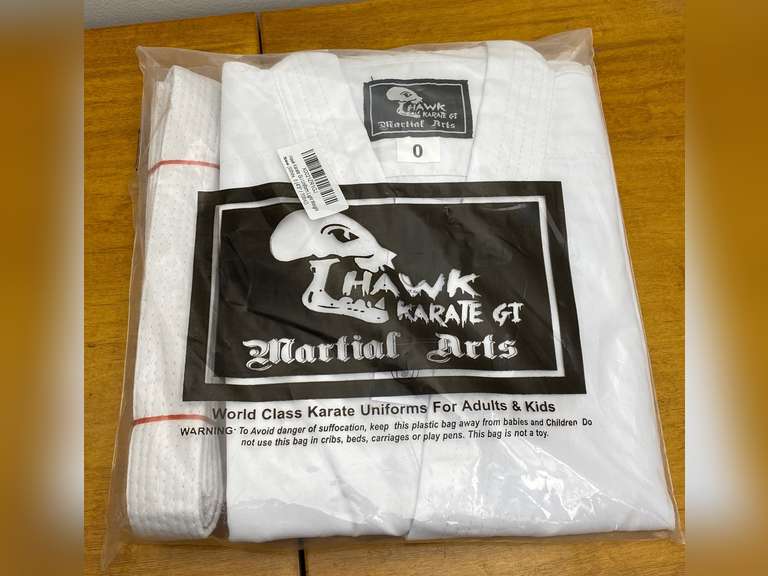 HAWK
KARATE GI
Martial Arts
0
HAWK
KARATE GI
Martial Arts
World Class Karate Uniforms For Adults & Kids
WARNING: To Avoid danger of suffocation, keep this plastic bag away from babies and Children Do
not use this bag in cribs, beds, carriages or play pens. This bag is not a toy.